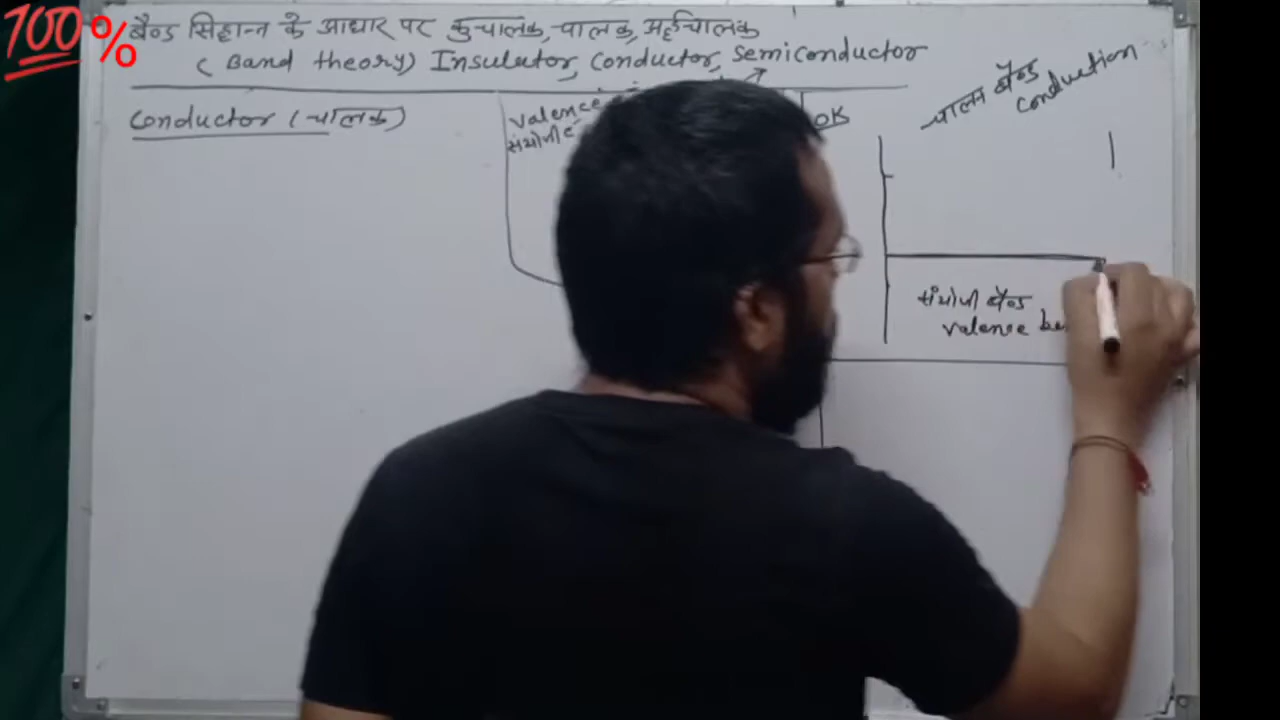 100%
बैण्ड सिद्धान्त के आधार पर कुचालक, चालक, अर्द्धचालक
( Band theory) Insulator, Conductor, Semiconductor
Conductor (चालक)
valence
संयोजी
OK
चालन बैण्ड
Conduction
संयोजी बैण्ड
valence be